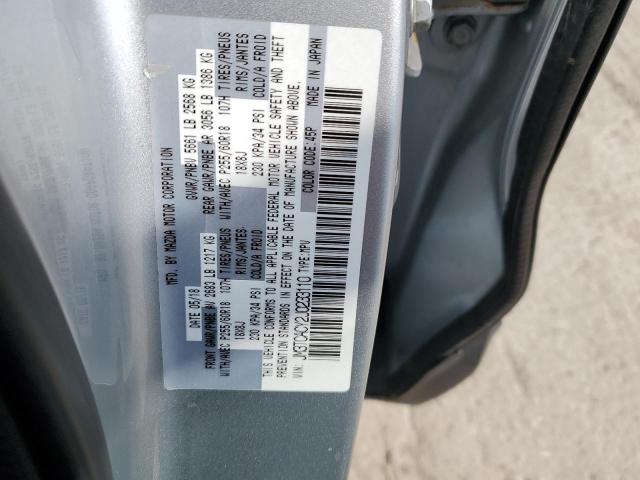 MFD. BY MAZDA MOTOR CORPORATION
DATE 05/18 GVWR/PNBV 5661 LB 2568 KG
FRONT GAWR/PNBE AV 2683 LB 1217 KG REAR GAWR/PNBE AR 3056 LB 1386 KG
WITH/AVEC P255/60R18 107H TIRES/PNEUS WITH/AVEC P255/60R18 107H TIRES/PNEUS
18X8J RIMS/JANTES 18X8J RIMS/JANTES
230 KPA/34 PSI COLD/A FROID 230 KPA/34 PSI COLD/A FROID
THIS VEHICLE CONFORMS TO ALL APPLICABLE FEDERAL MOTOR VEHICLE SAFETY AND THEFT
PREVENTION STANDARDS IN EFFECT ON THE DATE OF MANUFACTURE SHOWN ABOVE.
VIN: JM3TCACY2J0233110 TYPE:MPV COLOR CODE:45P MADE IN JAPAN